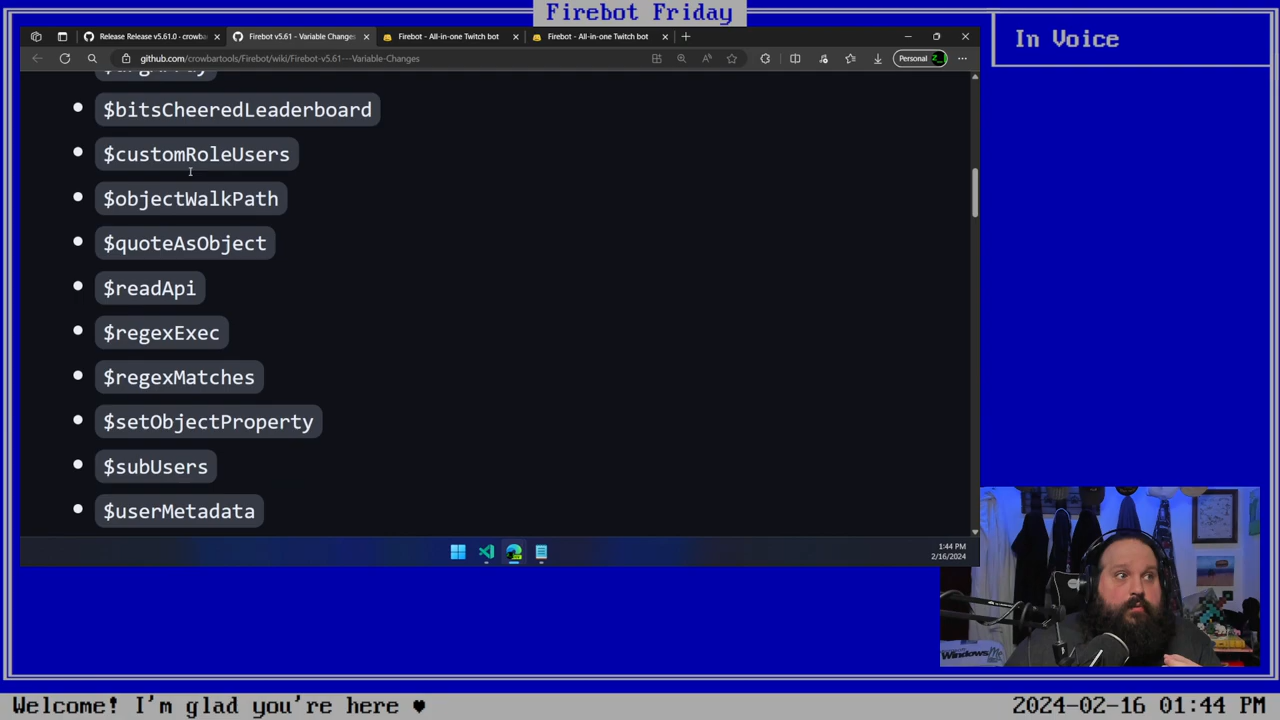 Firebot Friday
In Voice
Release Release v5.61.0 · crowba
Firebot v5.61 - Variable Changes
Firebot - All-in-one Twitch bot
Firebot - All-in-one Twitch bot
github.com/crowbartools/Firebot/wiki/Firebot-v5.61---Variable-Changes
Personal
$bitsCheeredLeaderboard
$customRoleUsers
$objectWalkPath
$quoteAsObject
$readApi
$regexExec
$regexMatches
$setObjectProperty
$subUsers
$userMetadata
1:44 PM
2/16/2024
Welcome! I'm glad you're here ♥
2024-02-16 01:44 PM